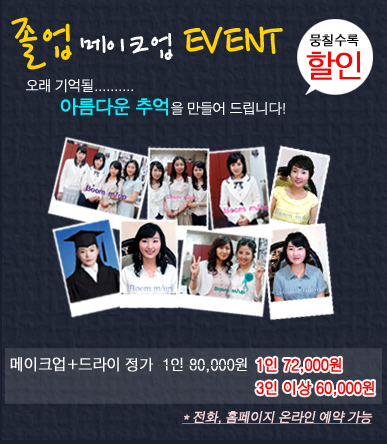 졸업 메이크업 EVENT
뭉칠수록
할인
오래 기억될..........
아름다운 추억을 만들어 드립니다!
메이크업+드라이 정가 1인 80,000원 1인 72,000원
3인 이상 60,000원
* 전화, 홈페이지 온라인 예약 가능